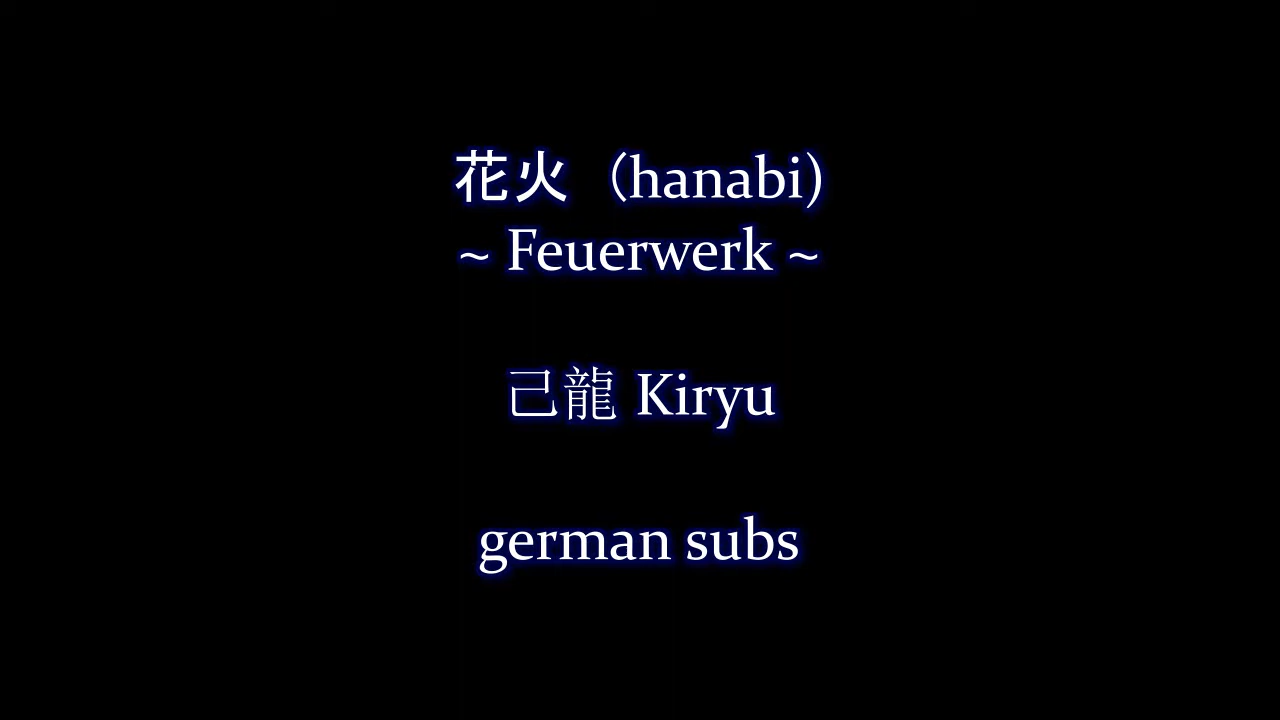 花火（hanabi)
~ Feuerwerk ~
己龍 Kiryu
german subs